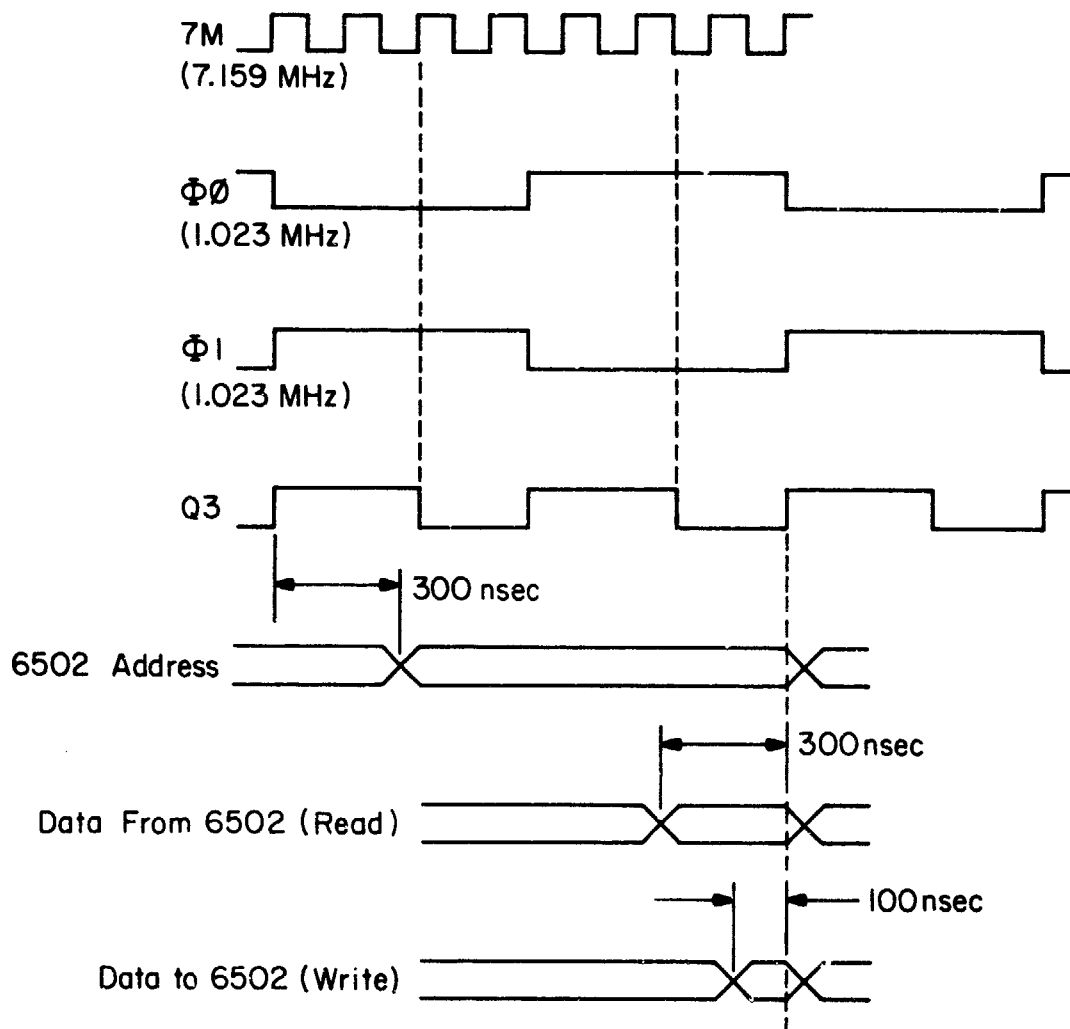 7M
(7.159 MHz)
ΦØ
(1.023 MHz)
Φ1
(1.023 MHz)
Q3
300 nsec
6502 Address
300nsec
Data From 6502 (Read)
100nsec
Data to 6502 (Write)